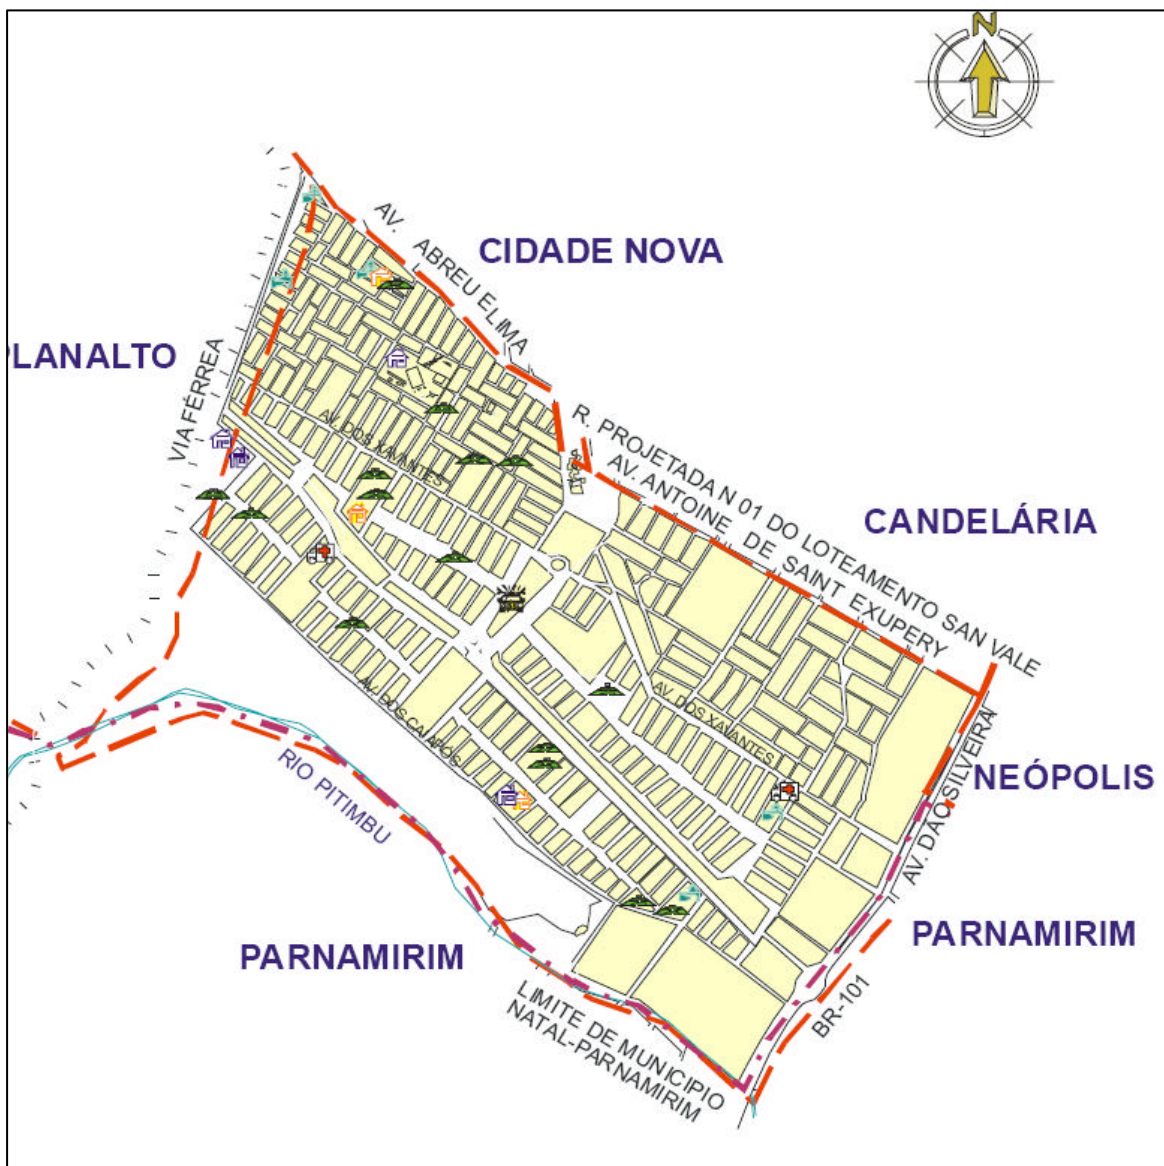 N
CIDADE NOVA
AV. ABREU E LIMA
PLANALTO
VIA FÉRREA
AV. DOS XAVANTES
R. PROJETADA N 01 DO LOTEAMENTO SAN VALE
AV. ANTOINE DE SAINT EXUPERY
CANDELÁRIA
AV. DOS CAIAPÓS
AV. DOS XAVANTES
RIO PITIMBU
NEÓPOLIS
AV. DÃO SILVEIRA
PARNAMIRIM
PARNAMIRIM
BR-101
LIMITE DE MUNICIPIO
NATAL-PARNAMIRIM